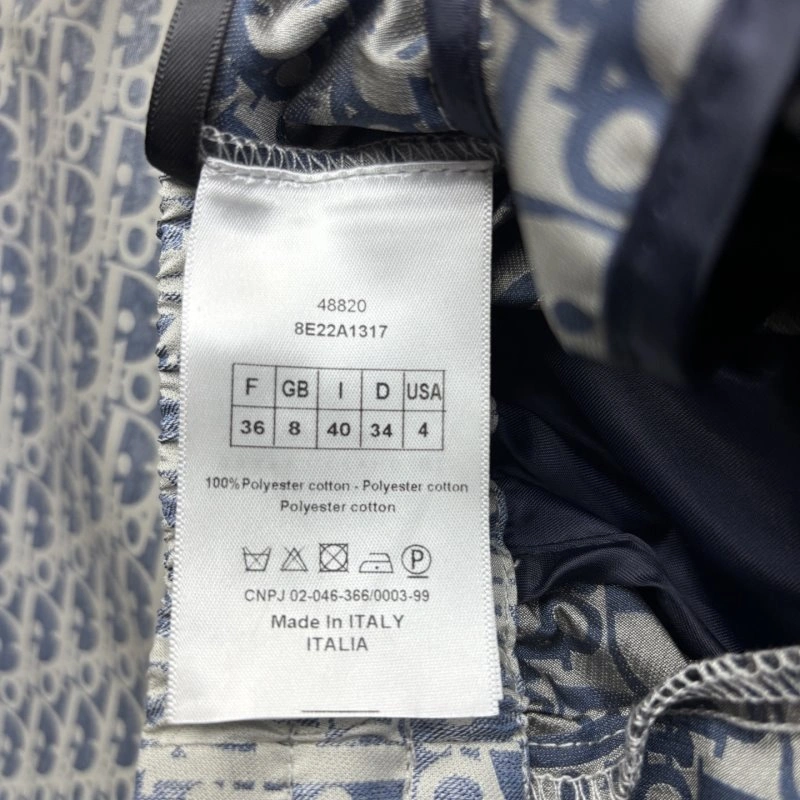 48820
8E22A1317
F GB I D USA
36 8 40 34 4
100% Polyester cotton - Polyester cotton
Polyester cotton
P
CNPJ 02-046-366/0003-99
Made In ITALY
ITALIA